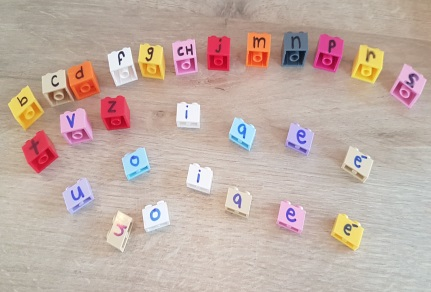 b c d f g CH j m n p r s
t v z i a e é
u o i a e é
o